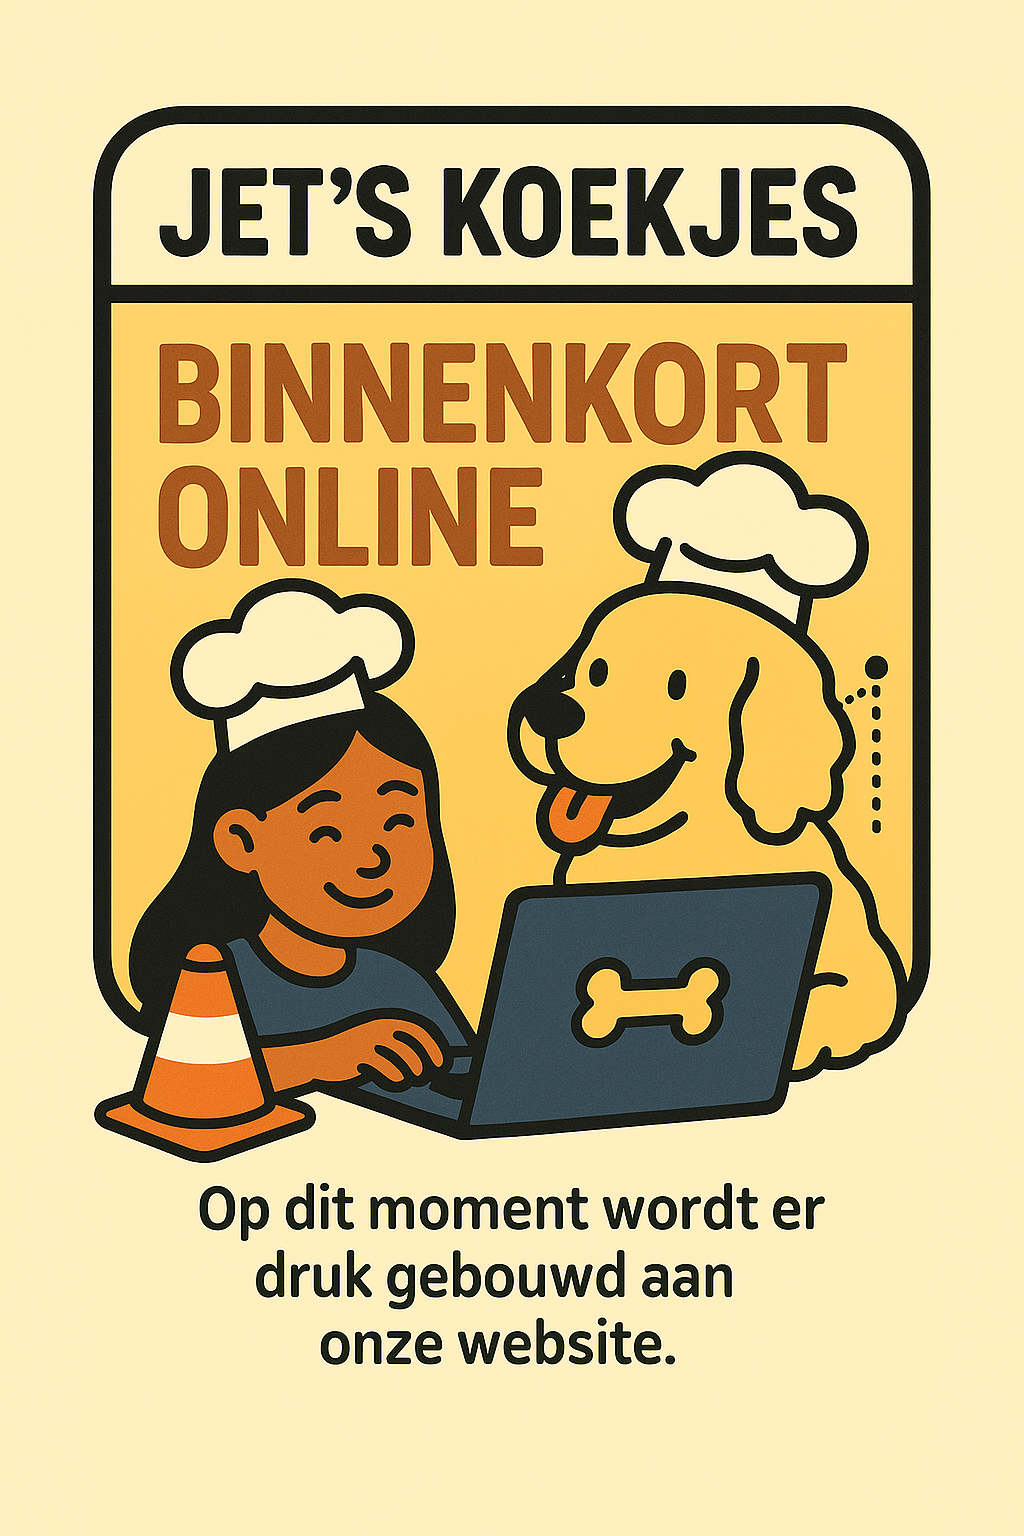 JET'S KOEKJES
BINNENKORT
ONLINE
Op dit moment wordt er
druk gebouwd aan
onze website.